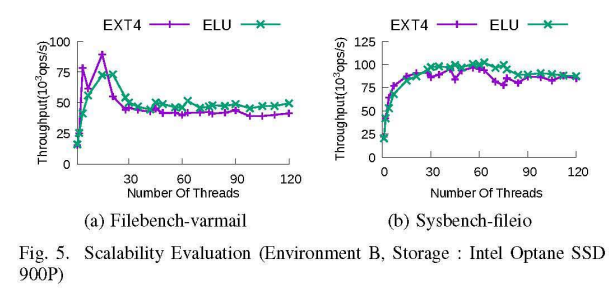 EXT4 ELU
Throughput(10³ops/s)
100
75
50
25
0
30 60 90 120
Number Of Threads
(a) Filebench-varmail
EXT4 ELU
Throughput(10³ops/s)
125
100
75
50
25
0
0 30 60 90 120
Number Of Threads
(b) Sysbench-fileio
Fig. 5. Scalability Evaluation (Environment B, Storage : Intel Optane SSD
900P)